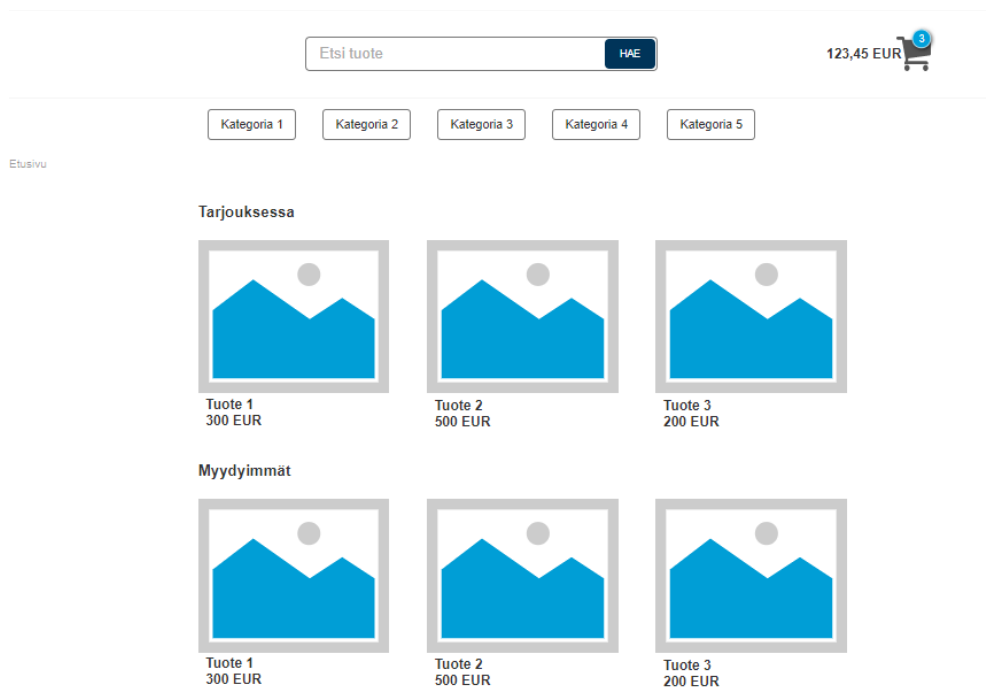 Etsi tuote
HAE
123,45 EUR
3
Kategoria 1
Kategoria 2
Kategoria 3
Kategoria 4
Kategoria 5
Etusivu
Tarjouksessa
Tuote 1
300 EUR
Tuote 2
500 EUR
Tuote 3
200 EUR
Myydyimmät
Tuote 1
300 EUR
Tuote 2
500 EUR
Tuote 3
200 EUR